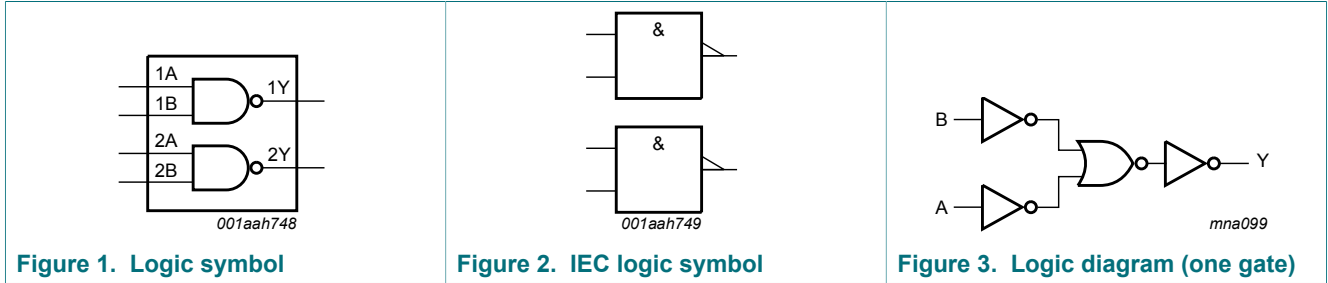 1A
1Y
1B
2A
2Y
2B
001aah748
Figure 1. Logic symbol
&
&
001aah749
Figure 2. IEC logic symbol
B
Y
A
mna099
Figure 3. Logic diagram (one gate)